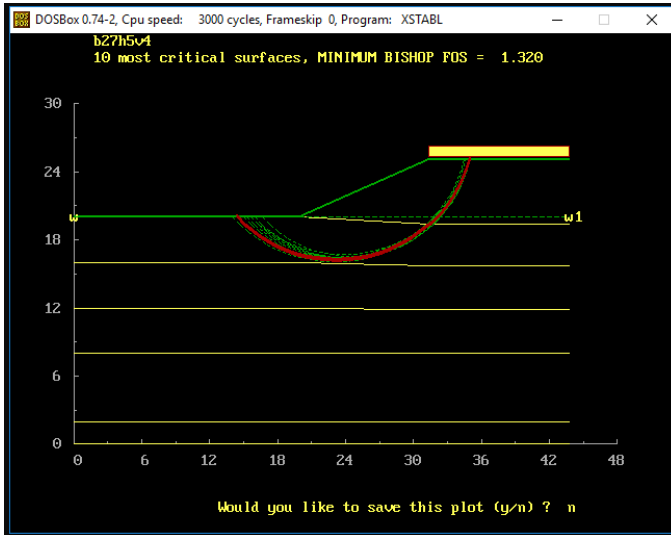 DOSBox 0.74-2, Cpu speed: 3000 cycles, Frameskip 0, Program: XSTABL
b27h5v4
10 most critical surfaces, MINIMUM BISHOP FOS = 1.320
30
24
w w1
18
12
6
0
0 6 12 18 24 30 36 42 48
Would you like to save this plot (y/n) ? n